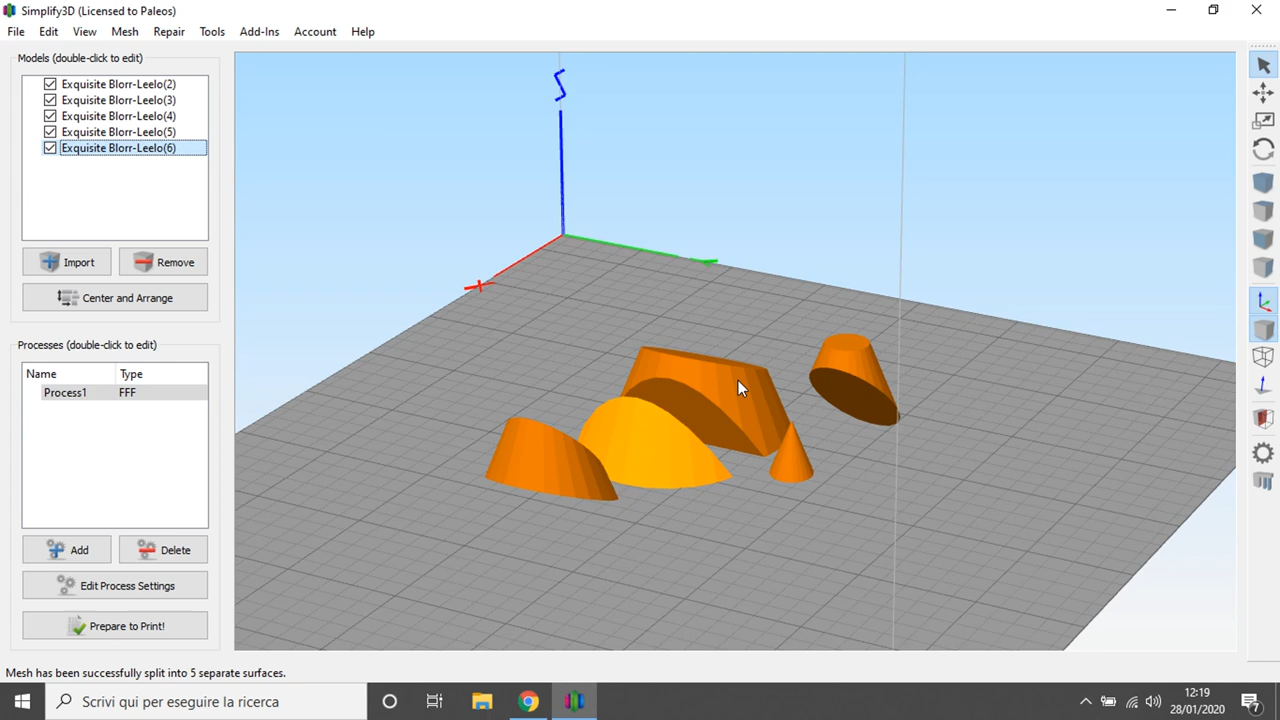 Simplify3D (Licensed to Paleos)
File Edit View Mesh Repair Tools Add-Ins Account Help
Models (double-click to edit)
Exquisite Blorr-Leelo(2)
Exquisite Blorr-Leelo(3)
Exquisite Blorr-Leelo(4)
Exquisite Blorr-Leelo(5)
Exquisite Blorr-Leelo(6)
Import Remove
Center and Arrange
Processes (double-click to edit)
Name Type
Process1 FFF
Add Delete
Edit Process Settings
Prepare to Print!
Mesh has been successfully split into 5 separate surfaces.
Scrivi qui per eseguire la ricerca
12:19
28/01/2020
7